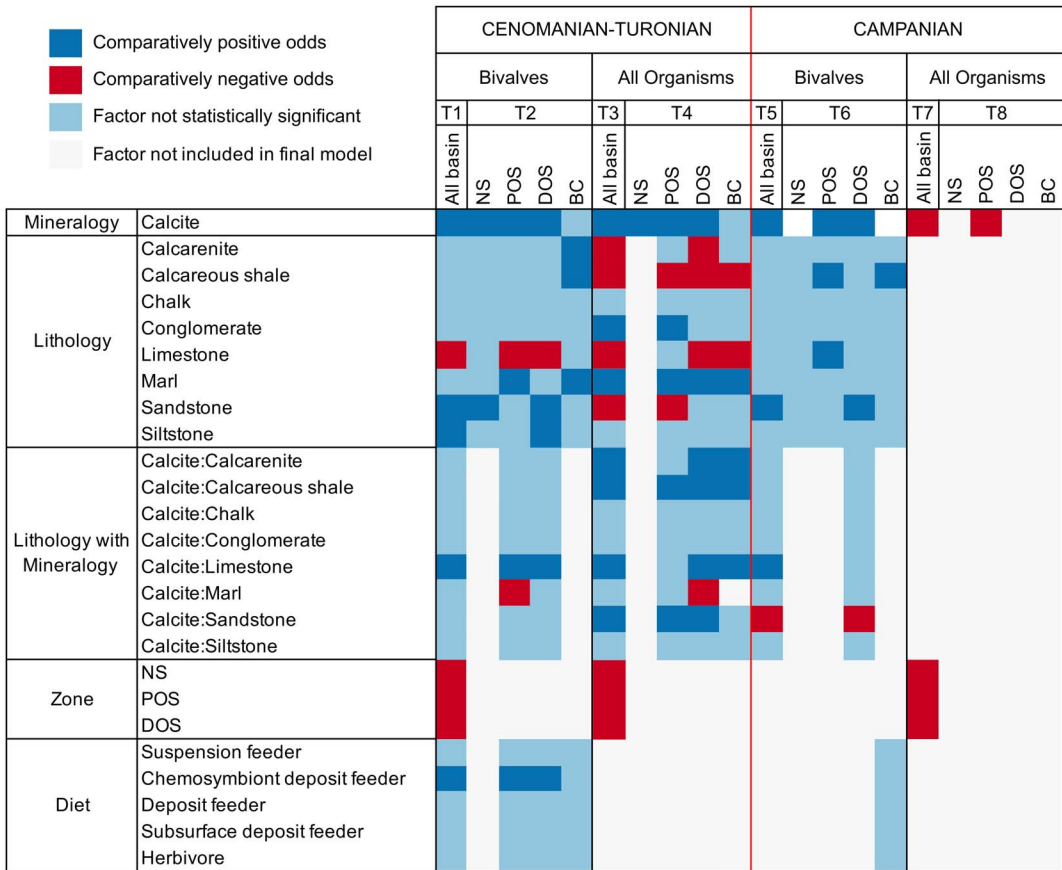 Comparatively positive odds
Comparatively negative odds
Factor not statistically significant
Factor not included in final model
CENOMANIAN-TURONIAN CAMPANIAN
Bivalves All Organisms Bivalves All Organisms
T1 T2 T3 T4 T5 T6 T7 T8
All basin NS POS DOS BC All basin NS POS DOS BC All basin NS POS DOS BC All basin NS POS DOS BC
Mineralogy Calcite
Lithology
Calcarenite
Calcareous shale
Chalk
Conglomerate
Limestone
Marl
Sandstone
Siltstone
Lithology with
Mineralogy
Calcite:Calcarenite
Calcite:Calcareous shale
Calcite:Chalk
Calcite:Conglomerate
Calcite:Limestone
Calcite:Marl
Calcite:Sandstone
Calcite:Siltstone
Zone
NS
POS
DOS
Diet
Suspension feeder
Chemosymbiont deposit feeder
Deposit feeder
Subsurface deposit feeder
Herbivore